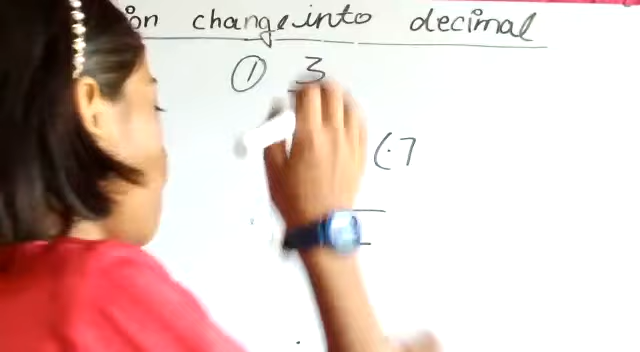 on change into decimal
① 3
(.7